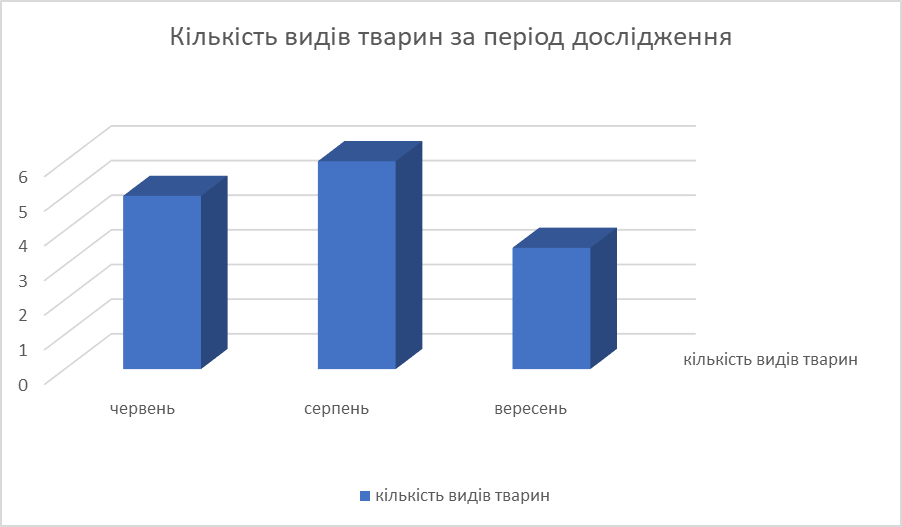 Кількість видів тварин за період дослідження
6
5
4
3
2
1
0
кількість видів тварин
червень серпень вересень
кількість видів тварин